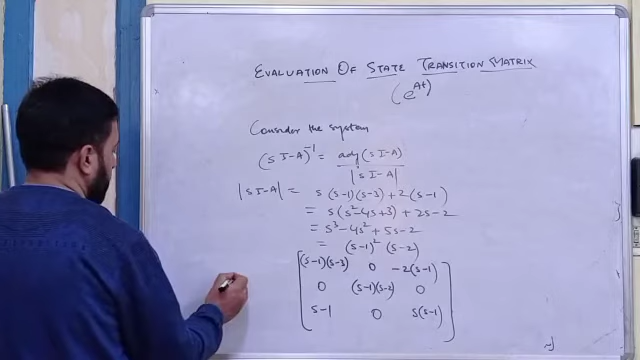 EVALUATION OF STATE TRANSITION MATRIX
(e^{At})
Consider the system
(sI-A)^{-1} = adj(sI-A) / |sI-A|
|sI-A| = s(s-1)(s-3)+2(s-1)
= s(s²-4s+3)+2s-2
= s³-4s²+5s-2
= (s-1)²(s-2)
(s-1)(s-3) 0 -2(s-1)
0 (s-1)(s-2) 0
s-1 0 s(s-1)